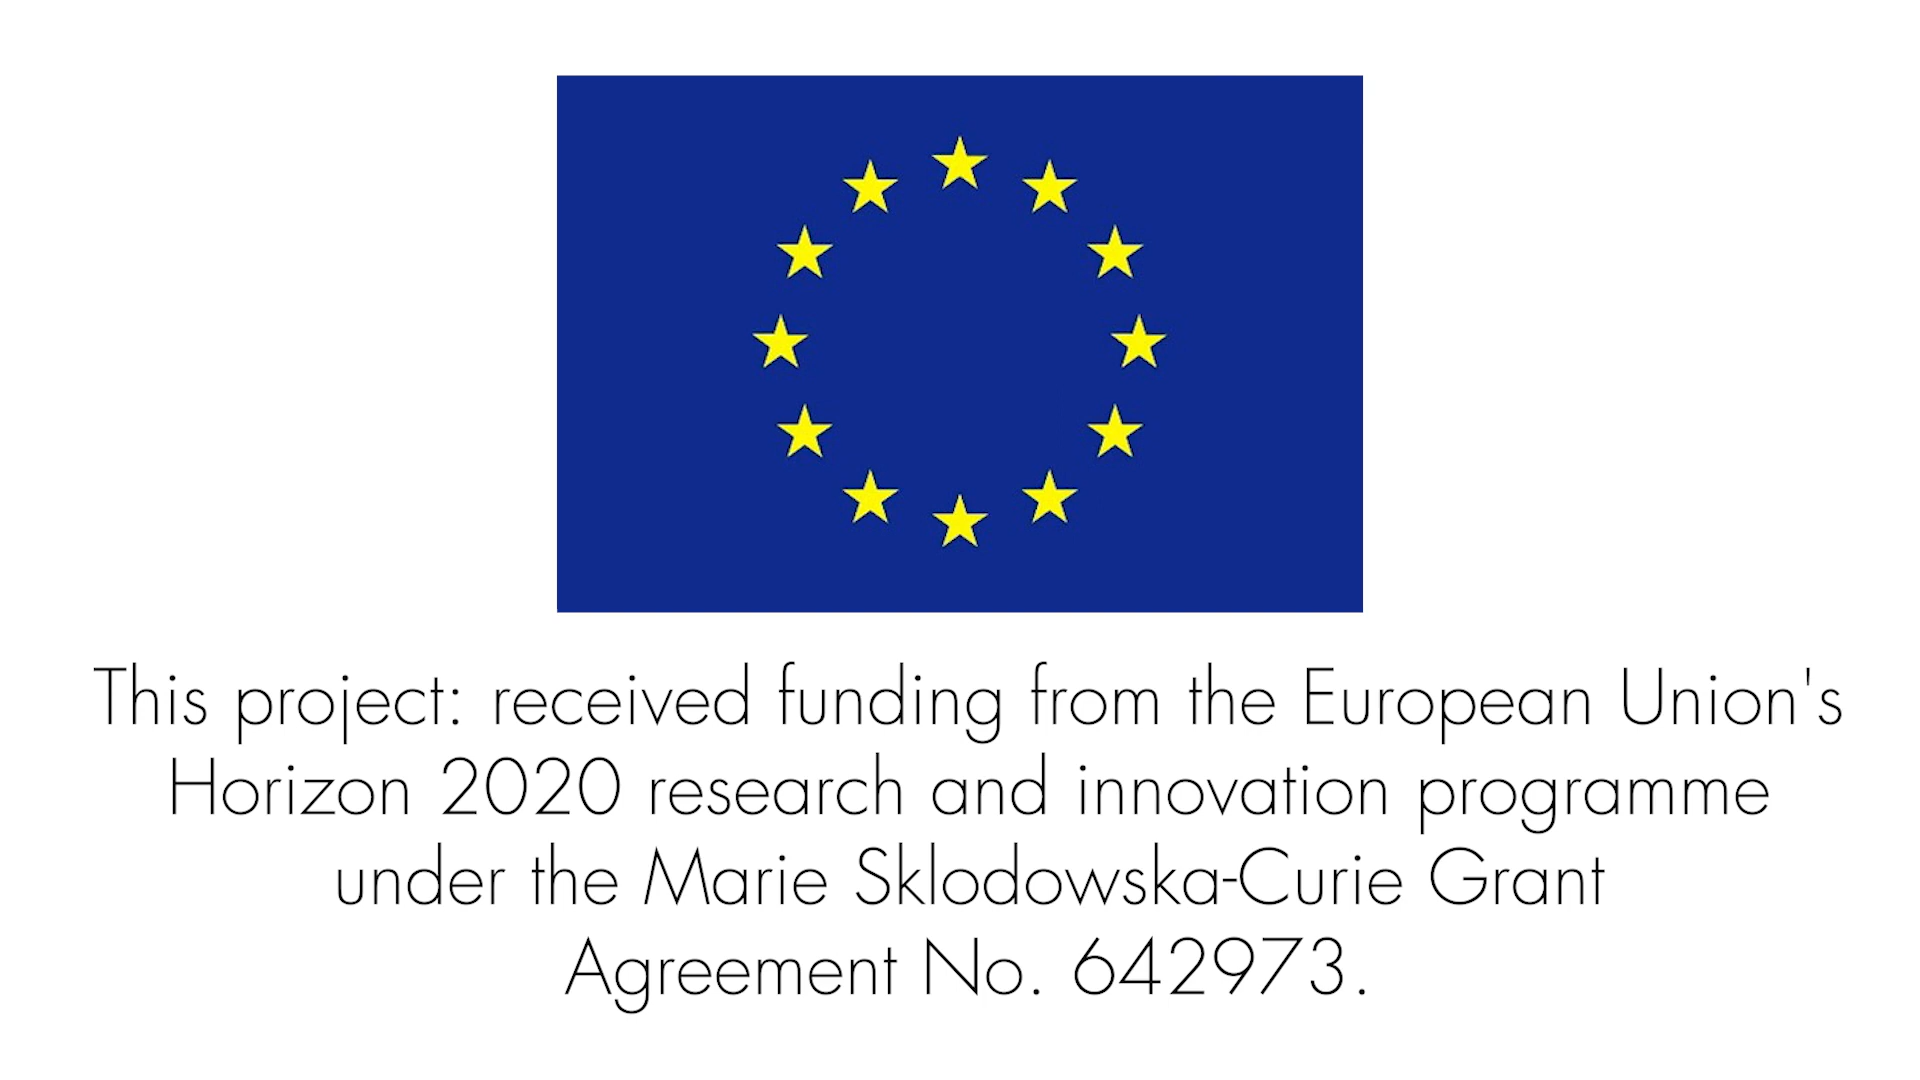 This project: received funding from the European Union's
Horizon 2020 research and innovation programme
under the Marie Sklodowska-Curie Grant
Agreement No. 642973.